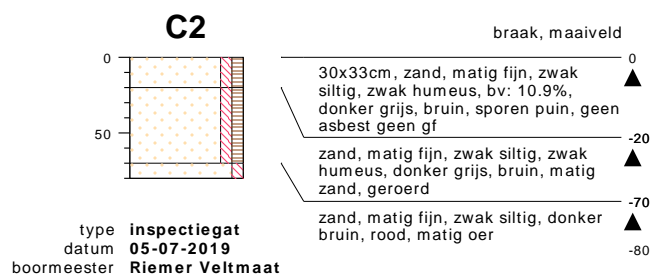 C2
braak, maaiveld
0
0
30x33cm, zand, matig fijn, zwak
siltig, zwak humeus, bv: 10.9%,
donker grijs, bruin, sporen puin, geen
asbest geen gf
50
-20
zand, matig fijn, zwak siltig, zwak
humeus, donker grijs, bruin, matig
zand, geroerd
-70
zand, matig fijn, zwak siltig, donker
bruin, rood, matig oer
-80
type inspectiegat
datum 05-07-2019
boormeester Riemer Veltmaat